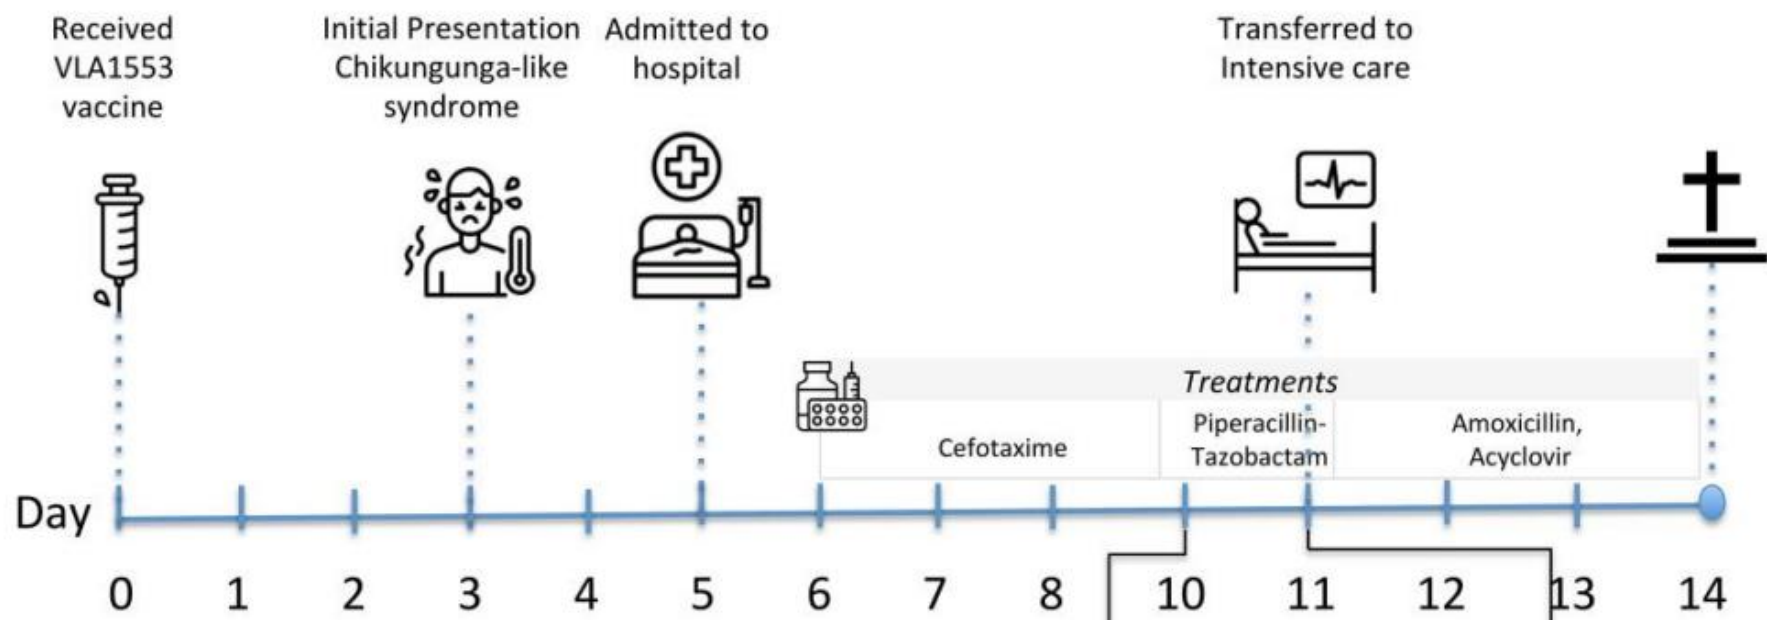 Received
VLA1553
vaccine
Initial Presentation
Chikungunga-like
syndrome
Admitted to
hospital
Transferred to
Intensive care
Treatments
Cefotaxime
Piperacillin-
Tazobactam
Amoxicillin,
Acyclovir
Day
0 1 2 3 4 5 6 7 8 10 11 12 13 14